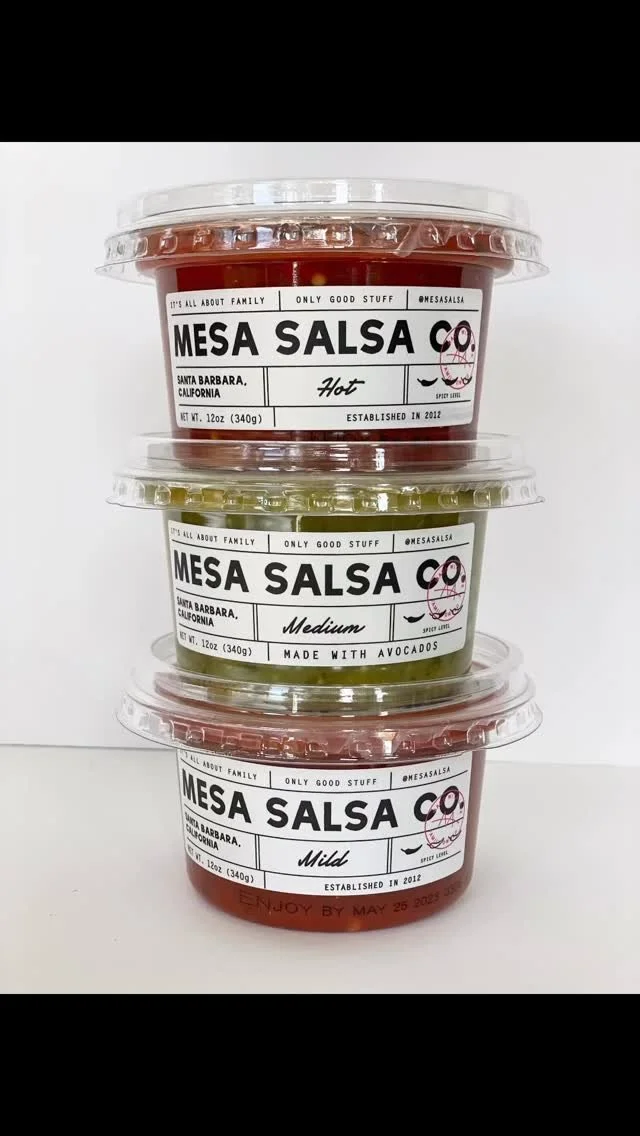 IT'S ALL ABOUT FAMILY ONLY GOOD STUFF @MESASALSA
MESA SALSA CO.
SANTA BARBARA,
CALIFORNIA
Hot
SPICY LEVEL
NET WT. 12oz (340g) ESTABLISHED IN 2012
IT'S ALL ABOUT FAMILY ONLY GOOD STUFF @MESASALSA
MESA SALSA CO.
SANTA BARBARA,
CALIFORNIA
Medium
SPICY LEVEL
NET WT. 12oz (340g) MADE WITH AVOCADOS
ALL ABOUT FAMILY ONLY GOOD STUFF @MESASALSA
MESA SALSA CO.
SANTA BARBARA,
CALIFORNIA
Mild
SPICY LEVEL
NET WT. 12oz (340g) ESTABLISHED IN 2012
ENJOY BY MAY 25 2023